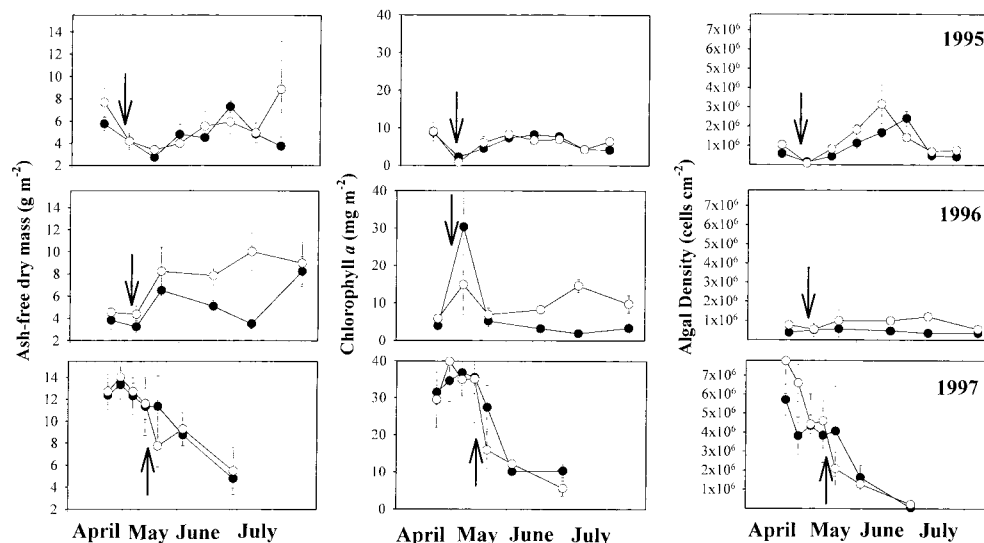 14
12
10
8
6
4
2
40
30
20
10
0
7x10⁶
6x10⁶
5x10⁶
4x10⁶
3x10⁶
2x10⁶
1x10⁶
1995
Ash-free dry mass (g m⁻²)
14
12
10
8
6
4
2
Chlorophyll a (mg m⁻²)
40
30
20
10
0
Algal Density (cells cm⁻²)
7x10⁶
6x10⁶
5x10⁶
4x10⁶
3x10⁶
2x10⁶
1x10⁶
1996
14
12
10
8
6
4
2
40
30
20
10
0
7x10⁶
6x10⁶
5x10⁶
4x10⁶
3x10⁶
2x10⁶
1x10⁶
1997
April May June July
April May June July
April May June July